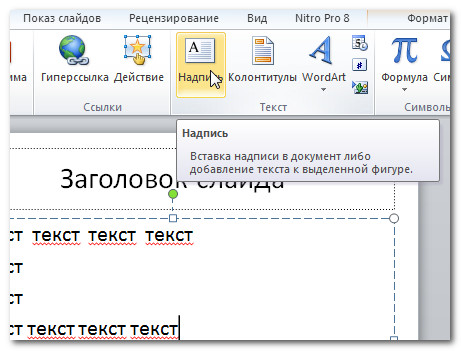 Показ слайдов Рецензирование Вид Nitro Pro 8 Формат
Гиперссылка Действие Надпись Колонтитулы WordArt Формула
Ссылки Текст Символы
Надпись
Вставка надписи в документ либо
добавление текста к выделенной фигуре.
Заголовок слайда
ст текст текст текст
ст
ст
ст текст текст текст